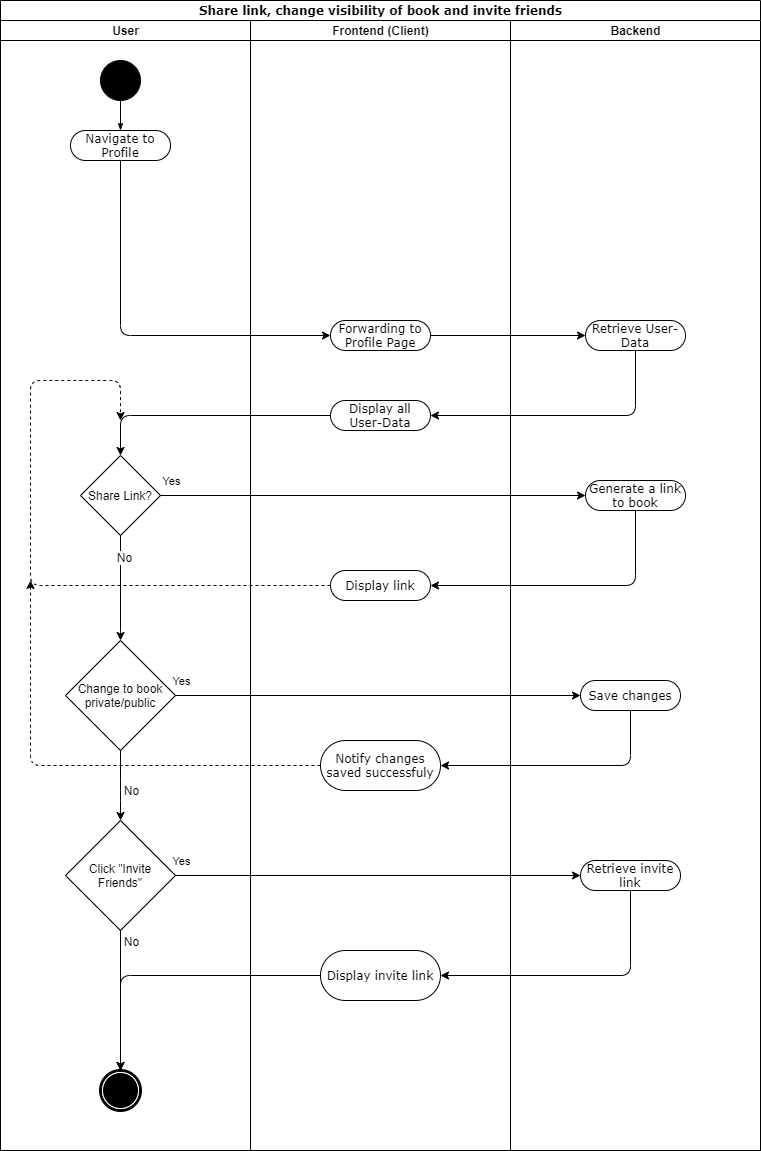 Share link, change visibility of book and invite friends
User
Frontend (Client)
Backend
Navigate to
Profile
Forwarding to
Profile Page
Retrieve User-
Data
Display all
User-Data
Share Link?
Yes
Generate a link
to book
No
Display link
Change to book
private/public
Yes
Save changes
Notify changes
saved successfuly
No
Click "Invite
Friends"
Yes
Retrieve invite
link
No
Display invite link